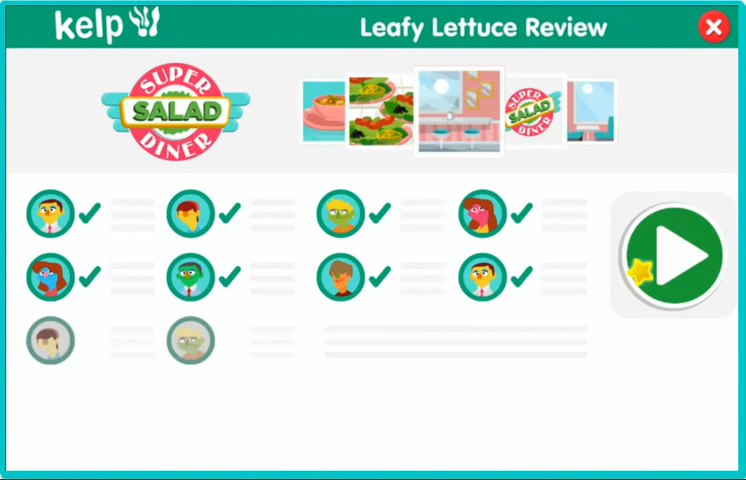 kelp
Leafy Lettuce Review
SUPER
SALAD
DINER
SUPER
SALAD
DINER